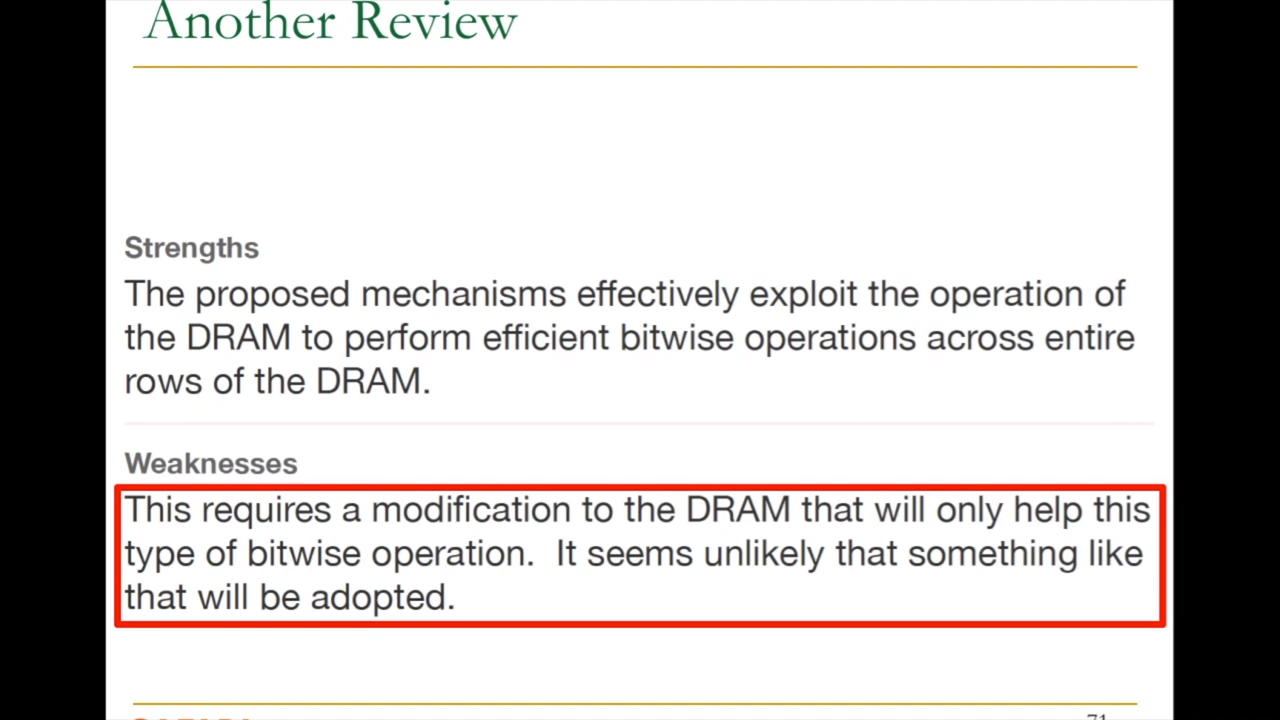 Another Review
Strengths
The proposed mechanisms effectively exploit the operation of
the DRAM to perform efficient bitwise operations across entire
rows of the DRAM.
Weaknesses
This requires a modification to the DRAM that will only help this
type of bitwise operation.  It seems unlikely that something like
that will be adopted.
71